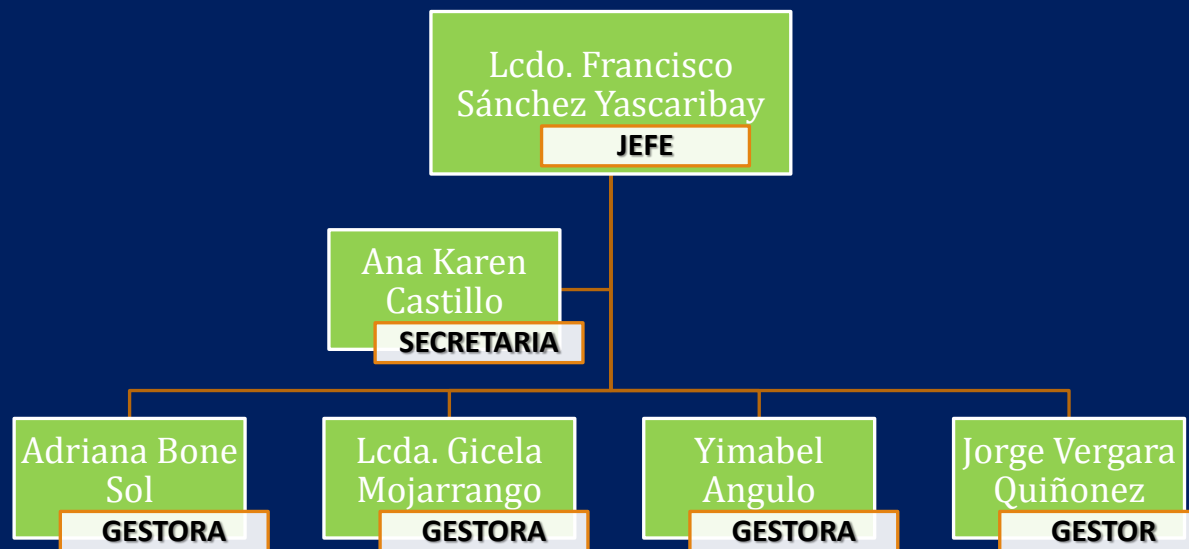 Lcdo. Francisco
Sánchez Yascaribay
JEFE
Ana Karen
Castillo
SECRETARIA
Adriana Bone
Sol
GESTORA
Lcda. Gicela
Mojarrango
GESTORA
Yimabel
Angulo
GESTORA
Jorge Vergara
Quiñonez
GESTOR